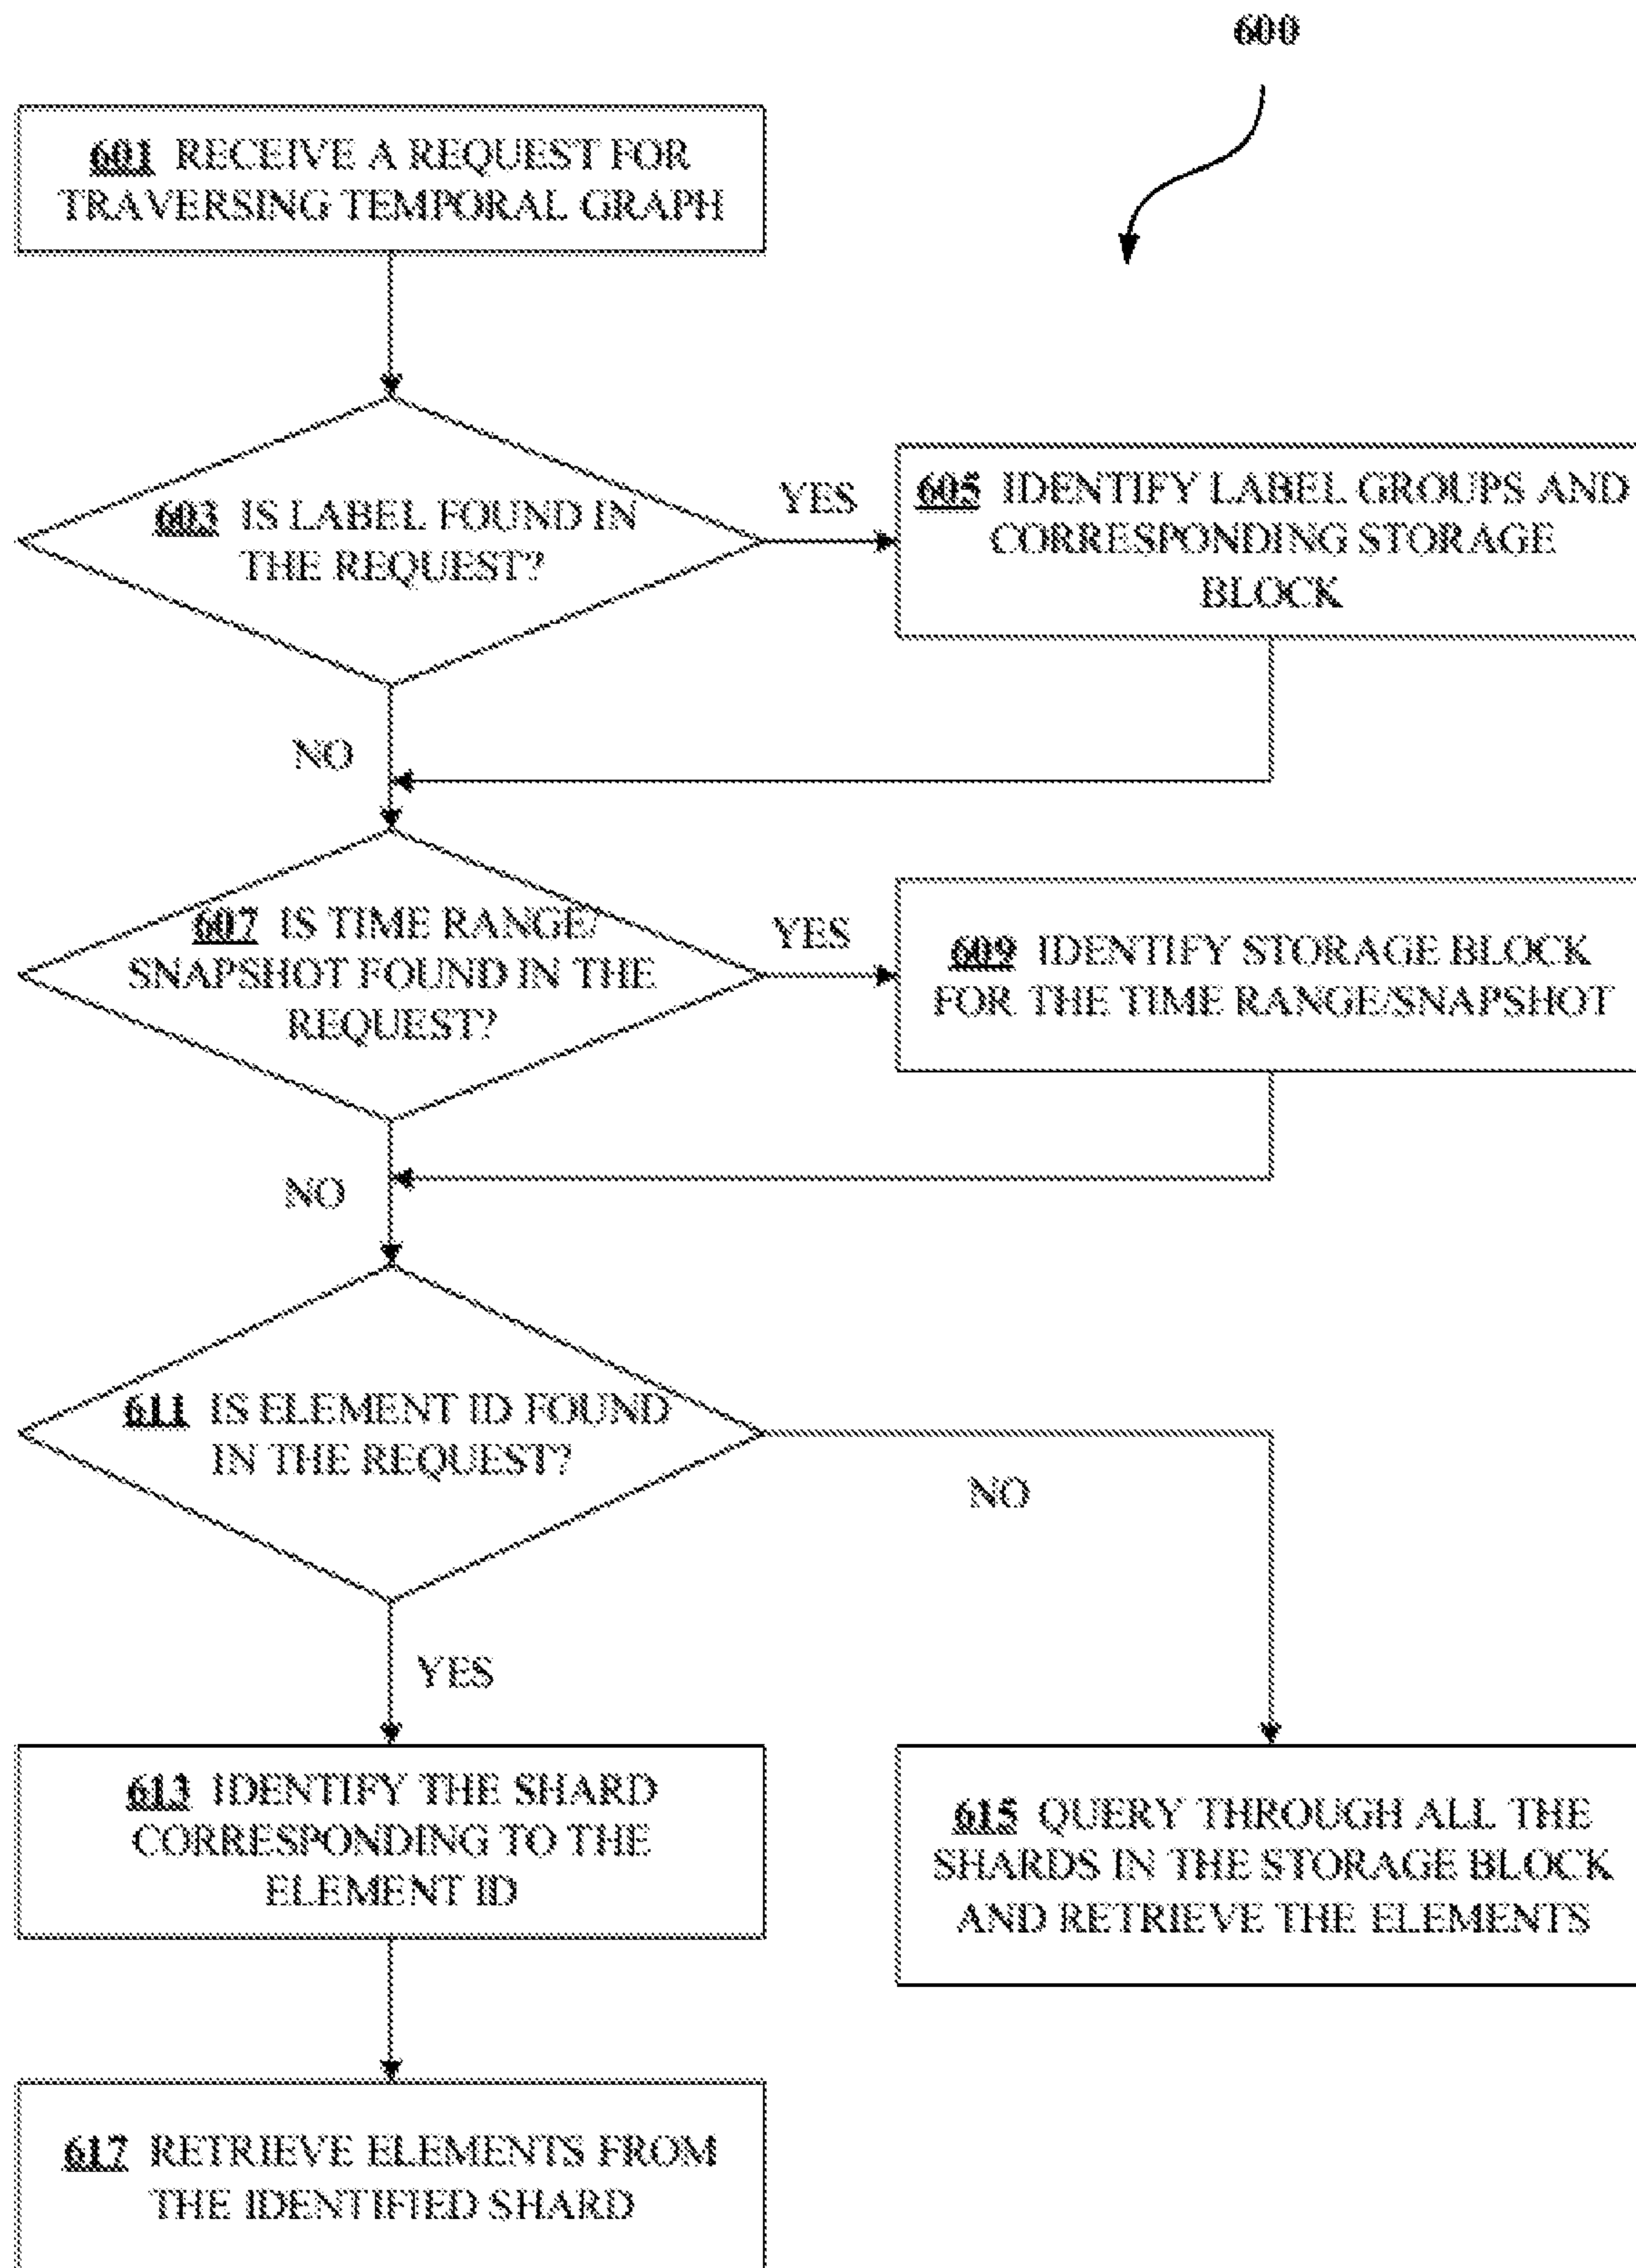 600
601 RECEIVE A REQUEST FOR
TRAVERSING TEMPORAL GRAPH
603 IS LABEL FOUND IN
THE REQUEST?
YES
605 IDENTIFY LABEL GROUPS AND
CORRESPONDING STORAGE
BLOCK
NO
607 IS TIME RANGE/
SNAPSHOT FOUND IN THE
REQUEST?
YES
609 IDENTIFY STORAGE BLOCK
FOR THE TIME RANGE/SNAPSHOT
NO
611 IS ELEMENT ID FOUND
IN THE REQUEST?
NO
YES
613 IDENTIFY THE SHARD
CORRESPONDING TO THE
ELEMENT ID
615 QUERY THROUGH ALL THE
SHARDS IN THE STORAGE BLOCK
AND RETRIEVE THE ELEMENTS
617 RETRIEVE ELEMENTS FROM
THE IDENTIFIED SHARD